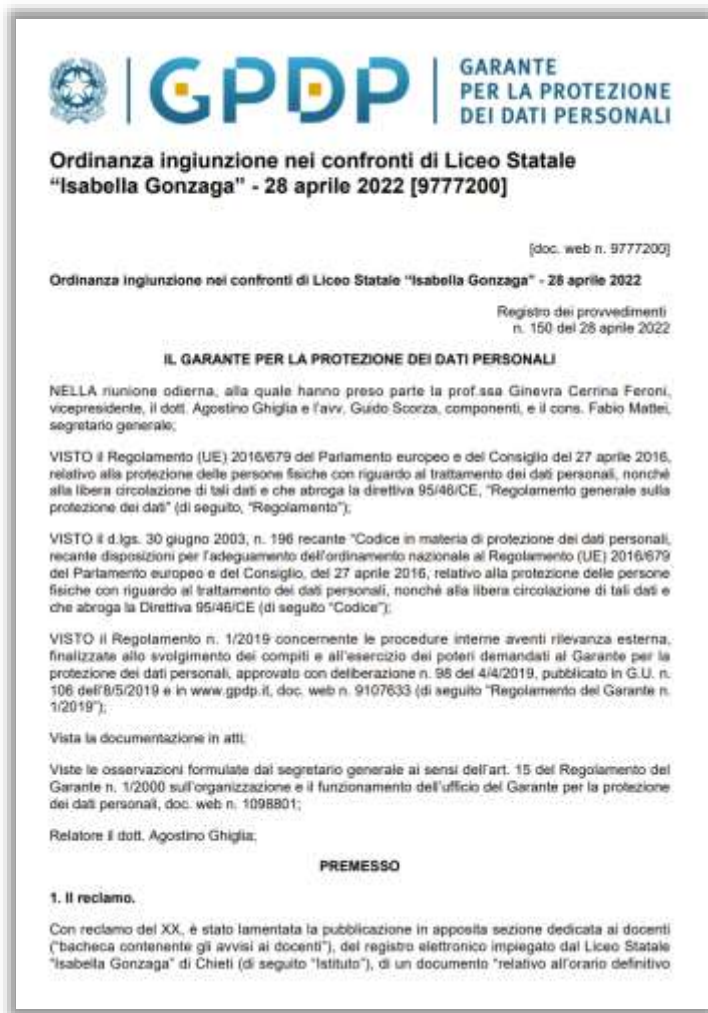 GPDP
GARANTE
PER LA PROTEZIONE
DEI DATI PERSONALI
Ordinanza ingiunzione nei confronti di Liceo Statale
“Isabella Gonzaga” - 28 aprile 2022 [9777200]
[doc. web n. 9777200]
Ordinanza ingiunzione nei confronti di Liceo Statale “Isabella Gonzaga” - 28 aprile 2022
Registro dei provvedimenti
n. 150 del 28 aprile 2022
IL GARANTE PER LA PROTEZIONE DEI DATI PERSONALI
NELLA riunione odierna, alla quale hanno preso parte la prof.ssa Ginevra Cerrina Feroni,
vicepresidente, il dott. Agostino Ghiglia e l’avv. Guido Scorza, componenti, e il cons. Fabio Mattei,
segretario generale;
VISTO il Regolamento (UE) 2016/679 del Parlamento europeo e del Consiglio del 27 aprile 2016,
relativo alla protezione delle persone fisiche con riguardo al trattamento dei dati personali, nonché
alla libera circolazione di tali dati e che abroga la direttiva 95/46/CE, “Regolamento generale sulla
protezione dei dati” (di seguito, “Regolamento”);
VISTO il d.lgs. 30 giugno 2003, n. 196 recante “Codice in materia di protezione dei dati personali,
recante disposizioni per l’adeguamento dell’ordinamento nazionale al Regolamento (UE) 2016/679
del Parlamento europeo e del Consiglio, del 27 aprile 2016, relativo alla protezione delle persone
fisiche con riguardo al trattamento dei dati personali, nonché alla libera circolazione di tali dati e
che abroga la Direttiva 95/46/CE (di seguito “Codice”);
VISTO il Regolamento n. 1/2019 concernente le procedure interne aventi rilevanza esterna,
finalizzate allo svolgimento dei compiti e all’esercizio dei poteri demandati al Garante per la
protezione dei dati personali, approvato con deliberazione n. 98 del 4/4/2019, pubblicato in G.U. n.
106 dell’8/5/2019 e in www.gpdp.it, doc. web n. 9107633 (di seguito “Regolamento del Garante n.
1/2019”);
Vista la documentazione in atti;
Viste le osservazioni formulate dal segretario generale ai sensi dell’art. 15 del Regolamento del
Garante n. 1/2000 sull’organizzazione e il funzionamento dell’ufficio del Garante per la protezione
dei dati personali, doc. web n. 1098801;
Relatore il dott. Agostino Ghiglia;
PREMESSO
1. Il reclamo.
Con reclamo del XX, è stato lamentata la pubblicazione in apposita sezione dedicata ai docenti
(“bacheca contenente gli avvisi ai docenti”), del registro elettronico impiegato dal Liceo Statale
“Isabella Gonzaga” di Chieti (di seguito “Istituto”), di un documento “relativo all’orario definitivo